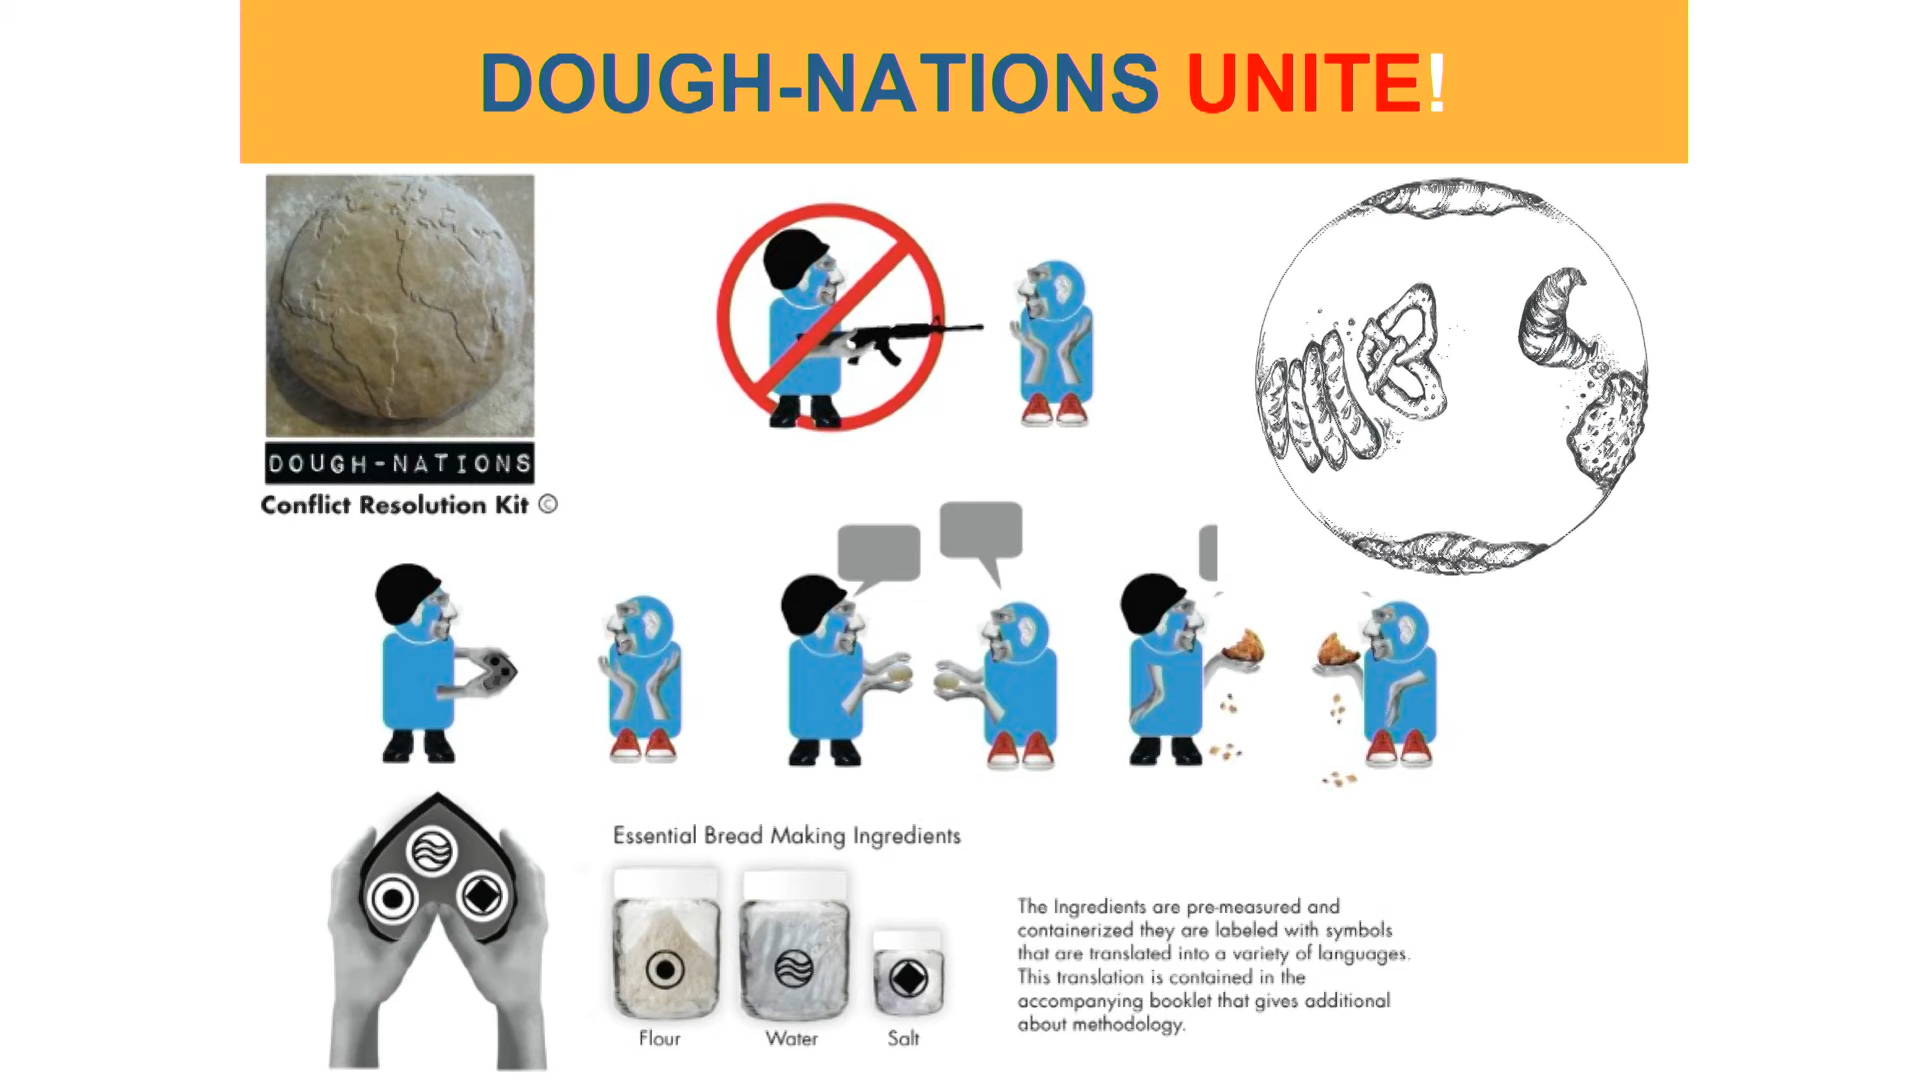 DOUGH-NATIONS UNITE!
DOUGH-NATIONS
Conflict Resolution Kit ©
Essential Bread Making Ingredients
Flour
Water
Salt
The Ingredients are pre-measured and
containerized they are labeled with symbols
that are translated into a variety of languages.
This translation is contained in the
accompanying booklet that gives additional
about methodology.